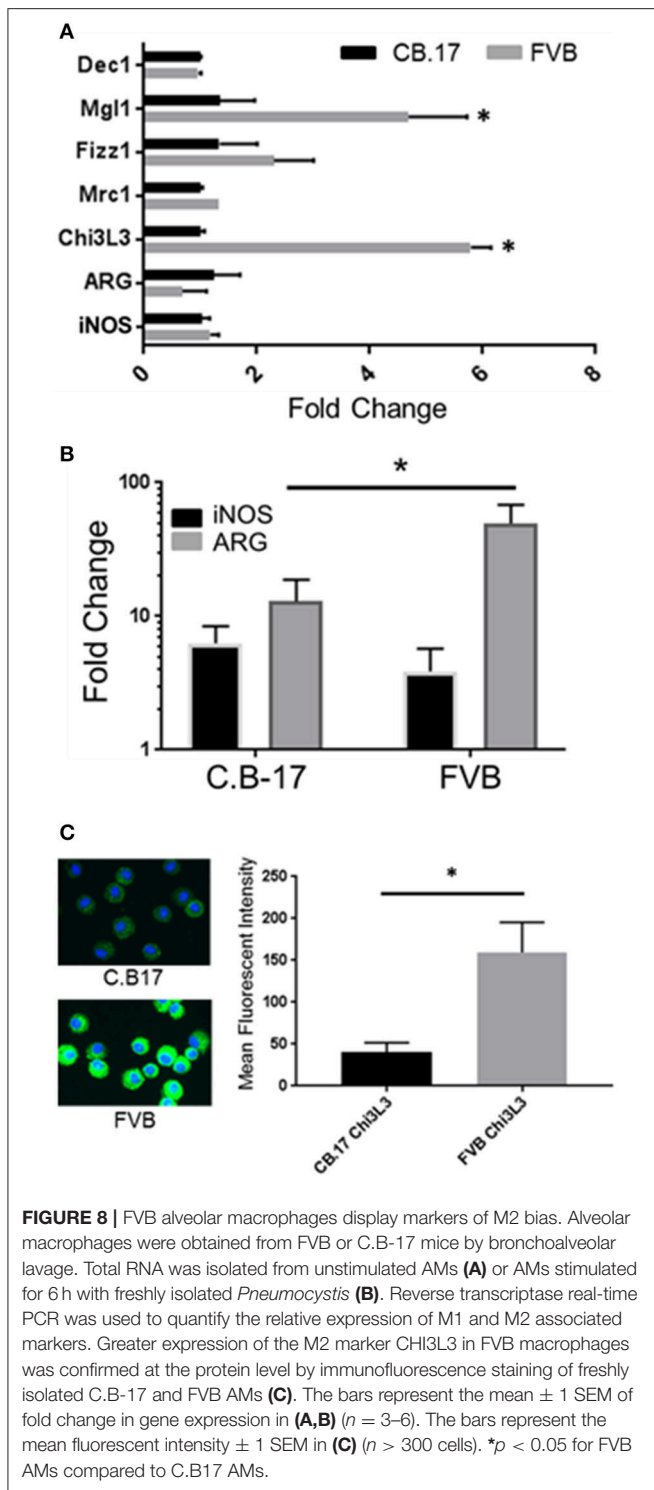 A
CB.17 FVB
Dec1
Mgl1
*
Fizz1
Mrc1
Chi3L3
*
ARG
iNOS
0 2 4 6 8
Fold Change
B
*
100
iNOS
ARG
10
1
Fold Change
C.B-17 FVB
C
C.B17
FVB
*
250
200
150
100
50
0
Mean Fluorescent Intensity
CB.17 Chi3L3
FVB Chi3L3
FIGURE 8 | FVB alveolar macrophages display markers of M2 bias. Alveolar
macrophages were obtained from FVB or C.B-17 mice by bronchoalveolar
lavage. Total RNA was isolated from unstimulated AMs (A) or AMs stimulated
for 6 h with freshly isolated Pneumocystis (B). Reverse transcriptase real-time
PCR was used to quantify the relative expression of M1 and M2 associated
markers. Greater expression of the M2 marker CHI3L3 in FVB macrophages
was confirmed at the protein level by immunofluorescence staining of freshly
isolated C.B-17 and FVB AMs (C). The bars represent the mean ± 1 SEM of
fold change in gene expression in (A,B) (n = 3–6). The bars represent the
mean fluorescent intensity ± 1 SEM in (C) (n > 300 cells). *p < 0.05 for FVB
AMs compared to C.B17 AMs.